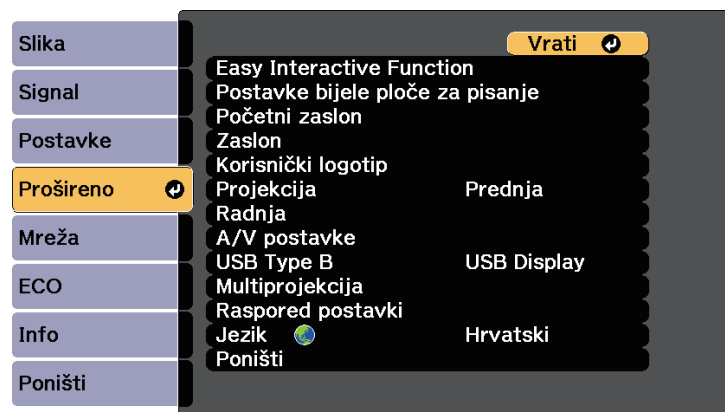 Slika
Signal
Postavke
Prošireno
Mreža
ECO
Info
Poništi
Vrati
Easy Interactive Function
Postavke bijele ploče za pisanje
Početni zaslon
Zaslon
Korisnički logotip
Projekcija Prednja
Radnja
A/V postavke
USB Type B USB Display
Multiprojekcija
Raspored postavki
Jezik Hrvatski
Poništi